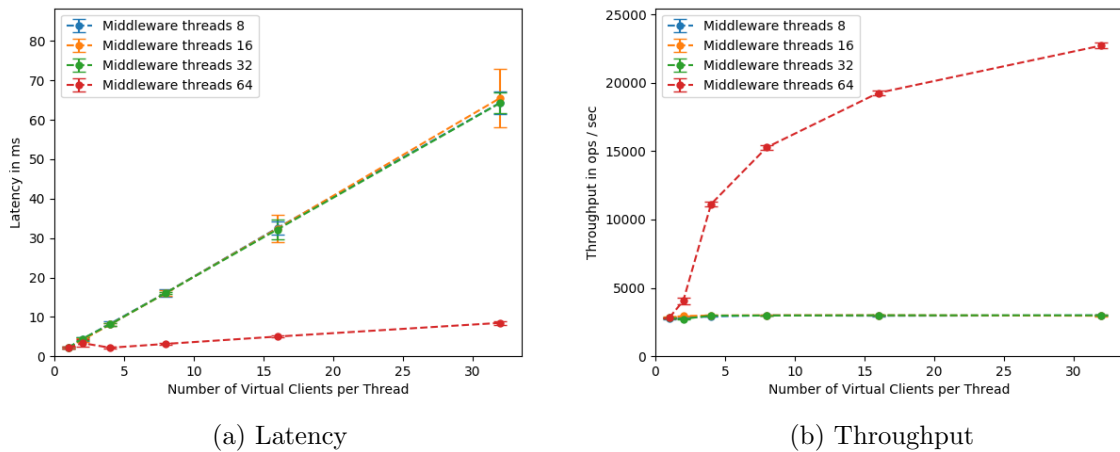 Middleware threads 8
Middleware threads 16
Middleware threads 32
Middleware threads 64
Latency in ms
80
70
60
50
40
30
20
10
0
0 5 10 15 20 25 30
Number of Virtual Clients per Thread
(a) Latency
Middleware threads 8
Middleware threads 16
Middleware threads 32
Middleware threads 64
Throughput in ops / sec
25000
20000
15000
10000
5000
0
0 5 10 15 20 25 30
Number of Virtual Clients per Thread
(b) Throughput